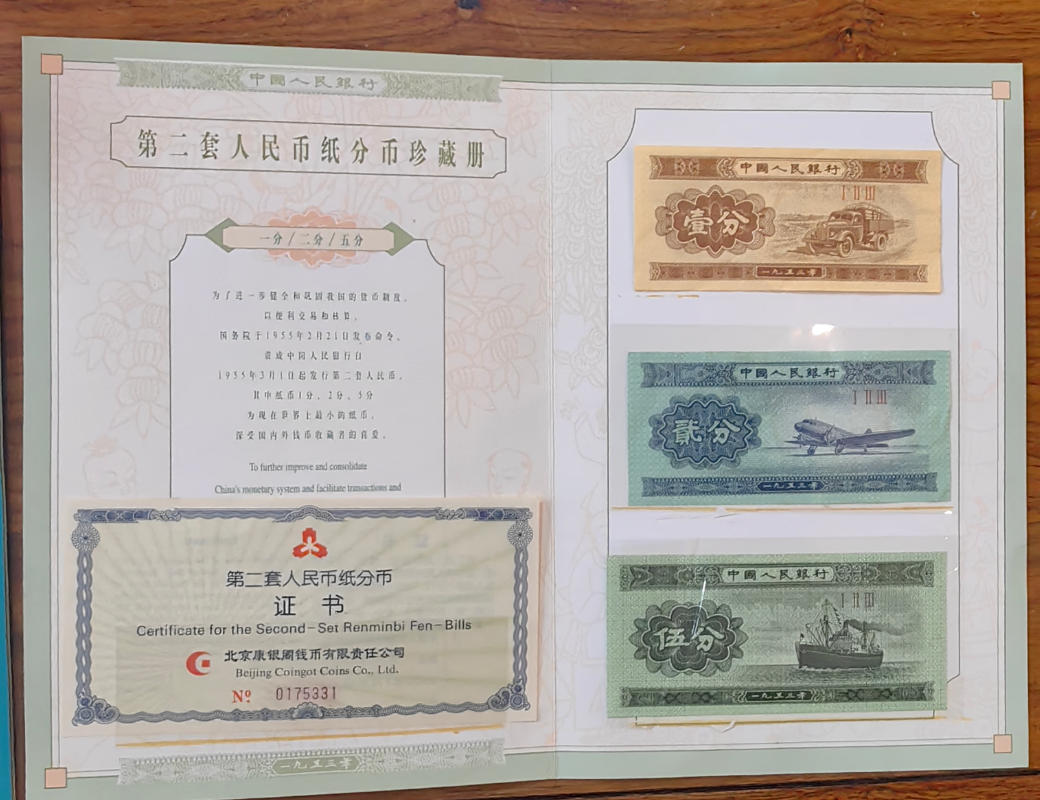 中國人民銀行
第二套人民币纸分币珍藏册
一分/二分/五分
为了进一步健全和巩固我国的货币制度，
以便利交易和核算，
国务院于1955年2月21日发布命令，
责成中国人民银行自
1955年3月1日起发行第二套人民币。
其中纸币1分、2分、5分
为现在世界上最小的纸币，
深受国内外钱币收藏者的喜爱。
To further improve and consolidate
China's monetary system and facilitate transactions and
第二套人民币纸分币
证 书
Certificate for the Second-Set Renminbi Fen-Bills
北京康银阁钱币有限责任公司
Beijing Coingot Coins Co., Ltd.
Nº 0175331
一九五三年
中國人民銀行
I II III
壹分
一九五三年
中國人民銀行
I II III
贰分
一九五三年
中國人民銀行
I II III
伍分
一九五三年